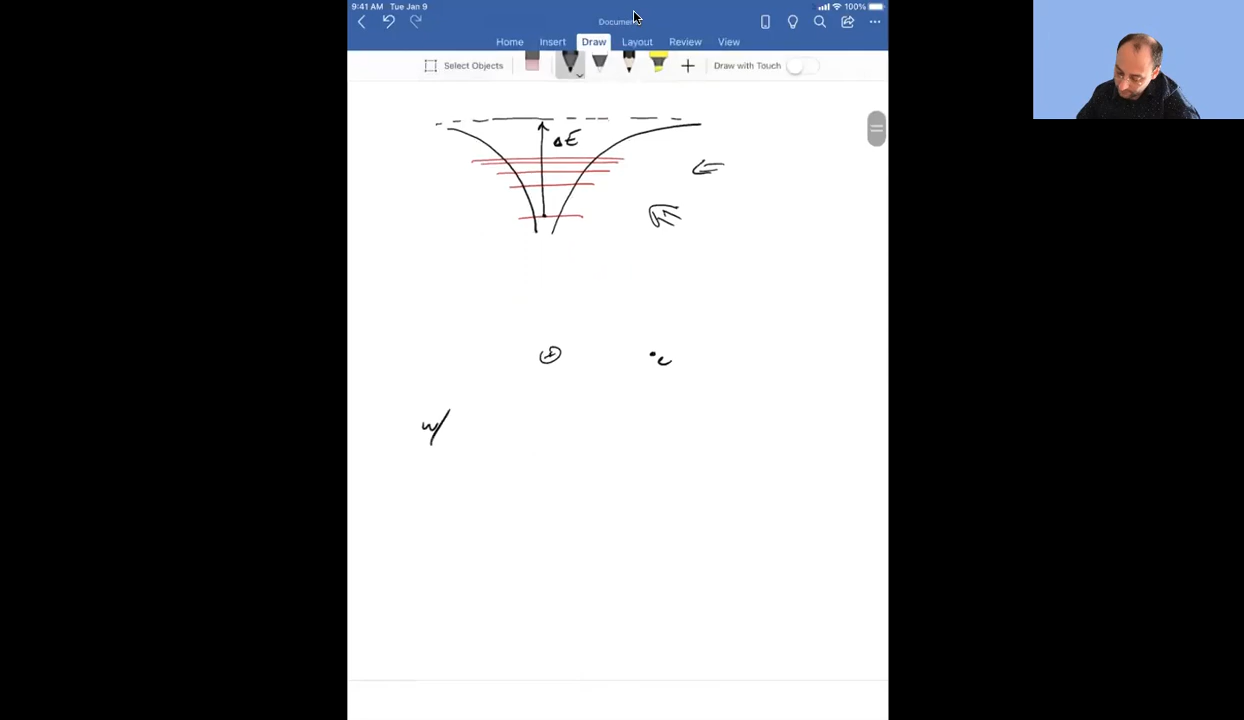 9:41 AM Tue Jan 9 100%
Document
Home Insert Draw Layout Review View
Select Objects Draw with Touch
ΔE
+
e
w/